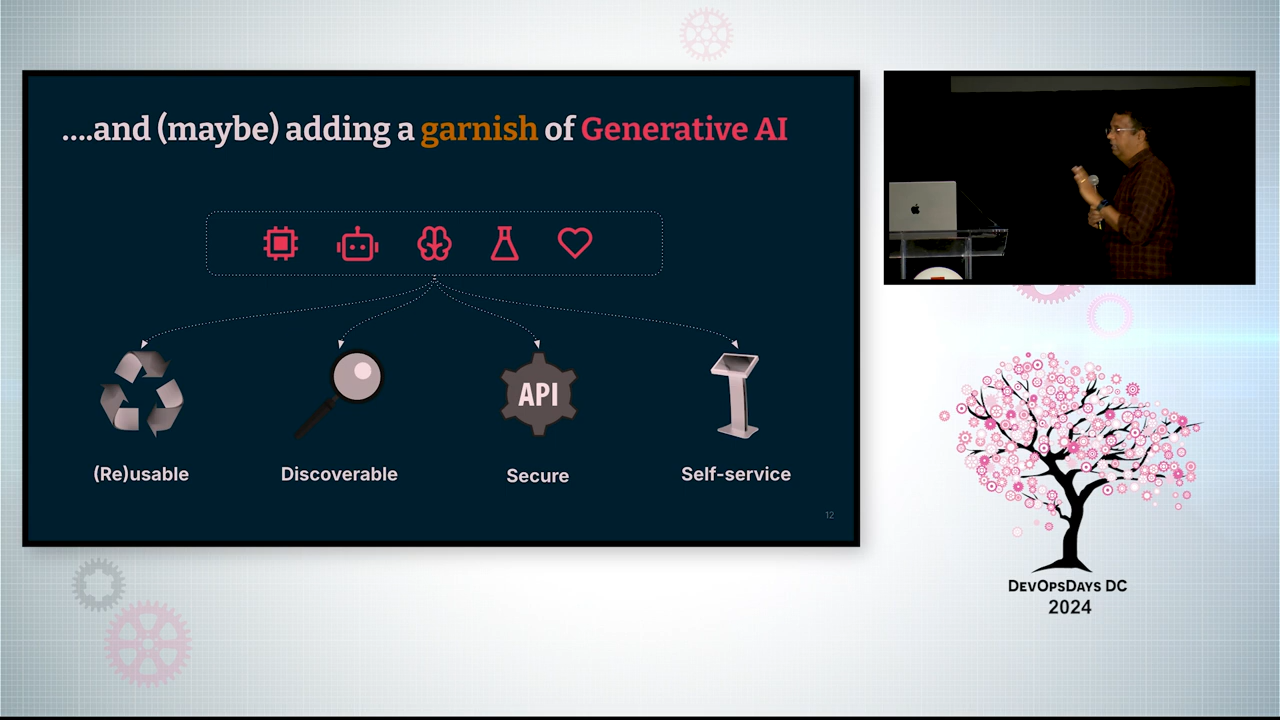 ....and (maybe) adding a garnish of Generative AI
API
(Re)usable
Discoverable
Secure
Self-service
12
DevOpsDays DC
2024